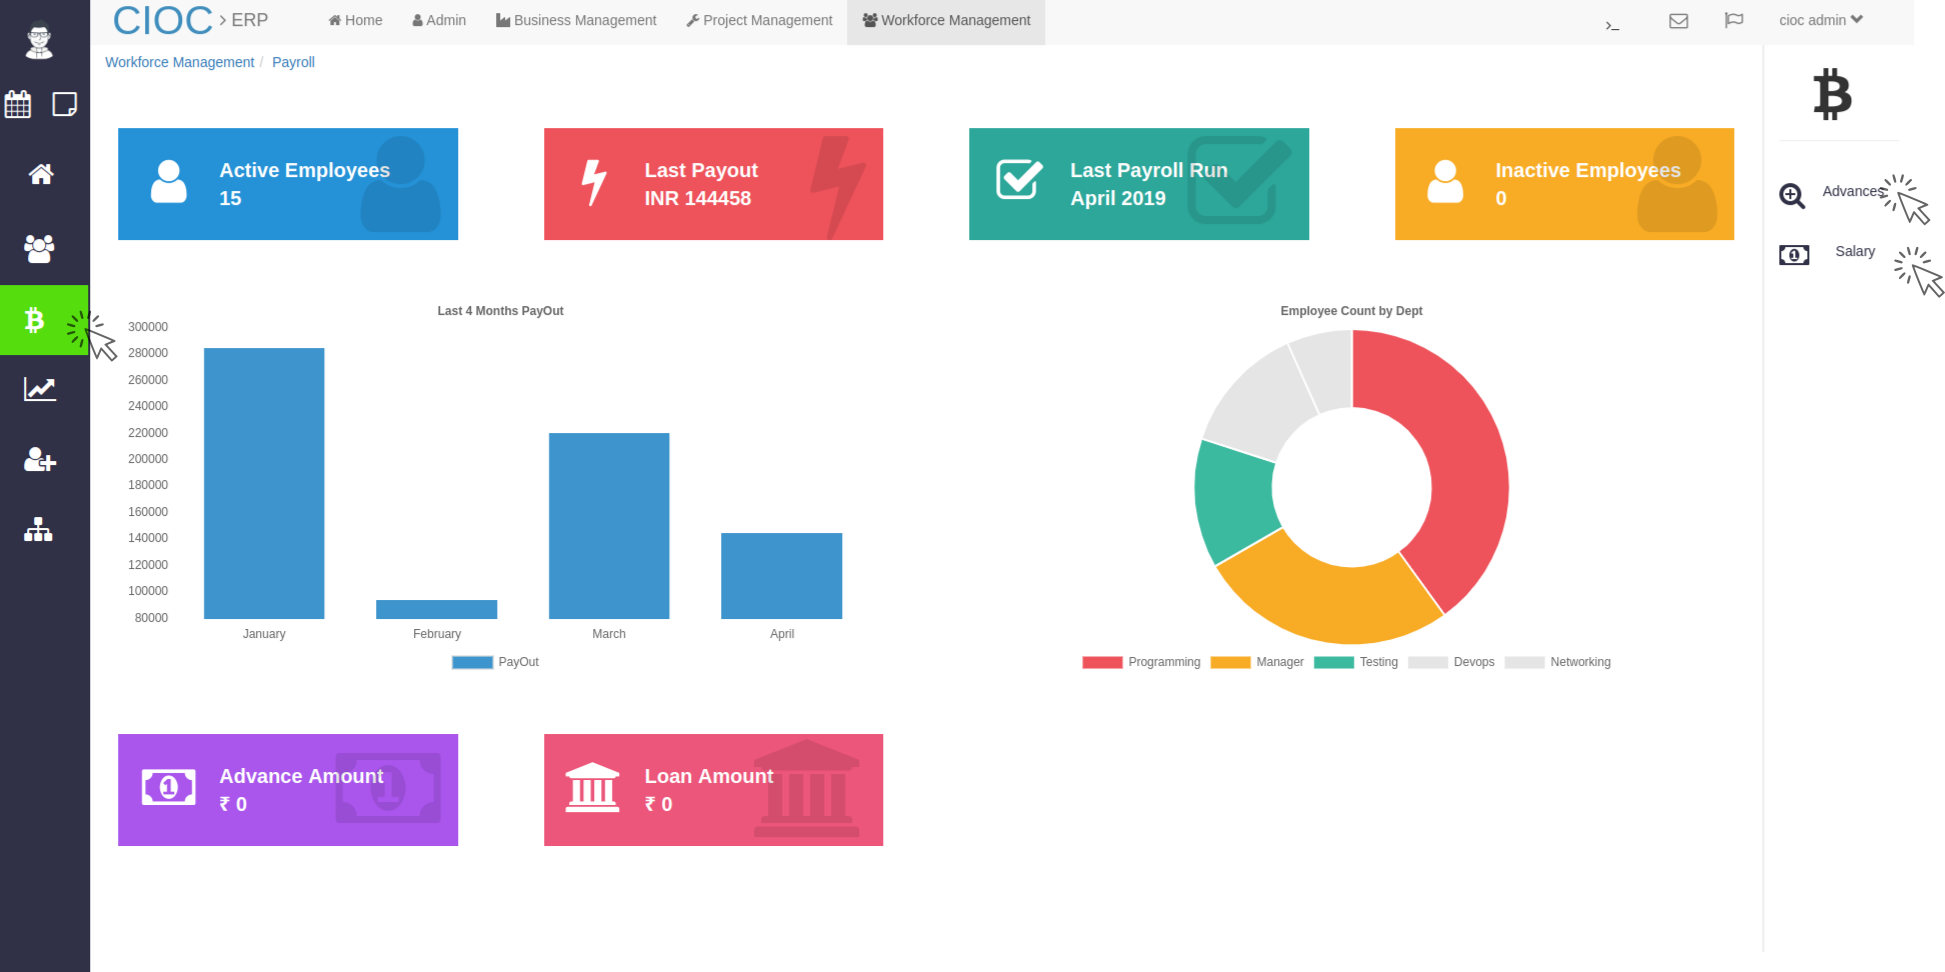 CIOC > ERP Home Admin Business Management Project Management Workforce Management >_ cioc admin
Workforce Management / Payroll
Active Employees
15
Last Payout
INR 144458
Last Payroll Run
April 2019
Inactive Employees
0
Advances
Salary
Last 4 Months PayOut
300000
280000
260000
240000
220000
200000
180000
160000
140000
120000
100000
80000
January February March April
PayOut
Employee Count by Dept
Programming Manager Testing Devops Networking
Advance Amount
₹ 0
Loan Amount
₹ 0